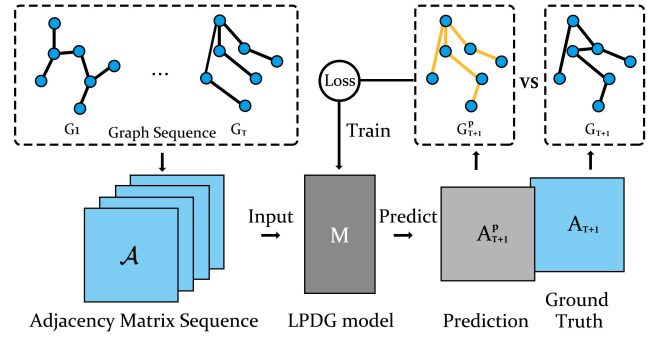 G1
...
Graph Sequence
G_T
Loss
Train
G^P_{T+1}
vs
G_{T+1}
𝒜
Input
M
Predict
A^P_{T+1}
A_{T+1}
Adjacency Matrix Sequence
LPDG model
Prediction
Ground
Truth